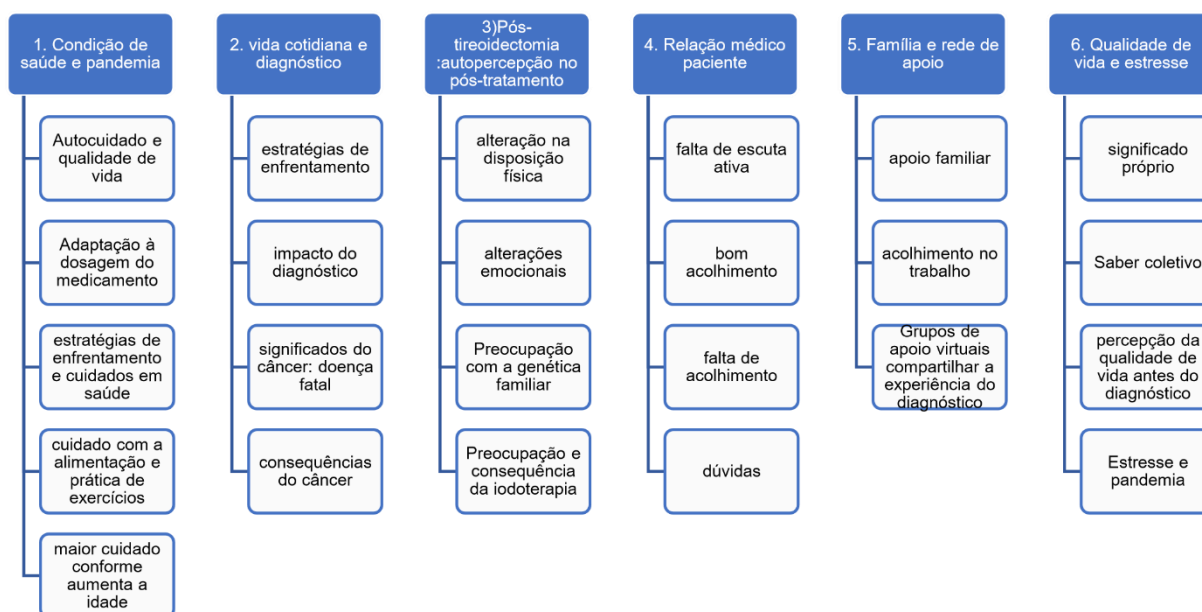 1. Condição de
saúde e pandemia
Autocuidado e
qualidade de
vida
Adaptação à
dosagem do
medicamento
estratégias de
enfrentamento
e cuidados em
saúde
cuidado com a
alimentação e
prática de
exercícios
maior cuidado
conforme
aumenta a
idade
2. vida cotidiana e
diagnóstico
estratégias de
enfrentamento
impacto do
diagnóstico
significados do
câncer: doença
fatal
consequências
do câncer
3)Pós-
tireoidectomia
:autopercepção no
pós-tratamento
alteração na
disposição
física
alterações
emocionais
Preocupação
com a genética
familiar
Preocupação e
consequência
da iodoterapia
4. Relação médico
paciente
falta de escuta
ativa
bom
acolhimento
falta de
acolhimento
dúvidas
5. Família e rede de
apoio
apoio familiar
acolhimento no
trabalho
Grupos de
apoio virtuais
compartilhar a
experiência do
diagnóstico
6. Qualidade de
vida e estresse
significado
próprio
Saber coletivo
percepção da
qualidade de
vida antes do
diagnóstico
Estresse e
pandemia